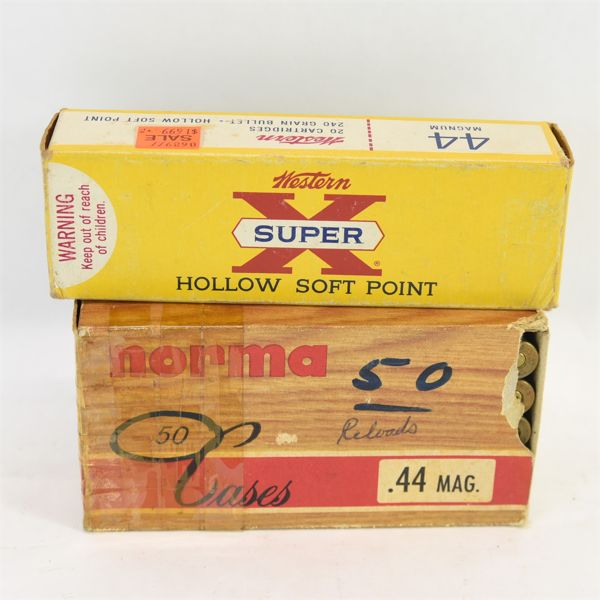 44
MAGNUM
Western
20 CARTRIDGES
240 GRAIN BULLET • HOLLOW SOFT POINT
SALE
WARNING
Keep out of reach
of children.
Western
X
SUPER
®
HOLLOW SOFT POINT
norma
50
Reloads
50
Cases
.44 MAG.